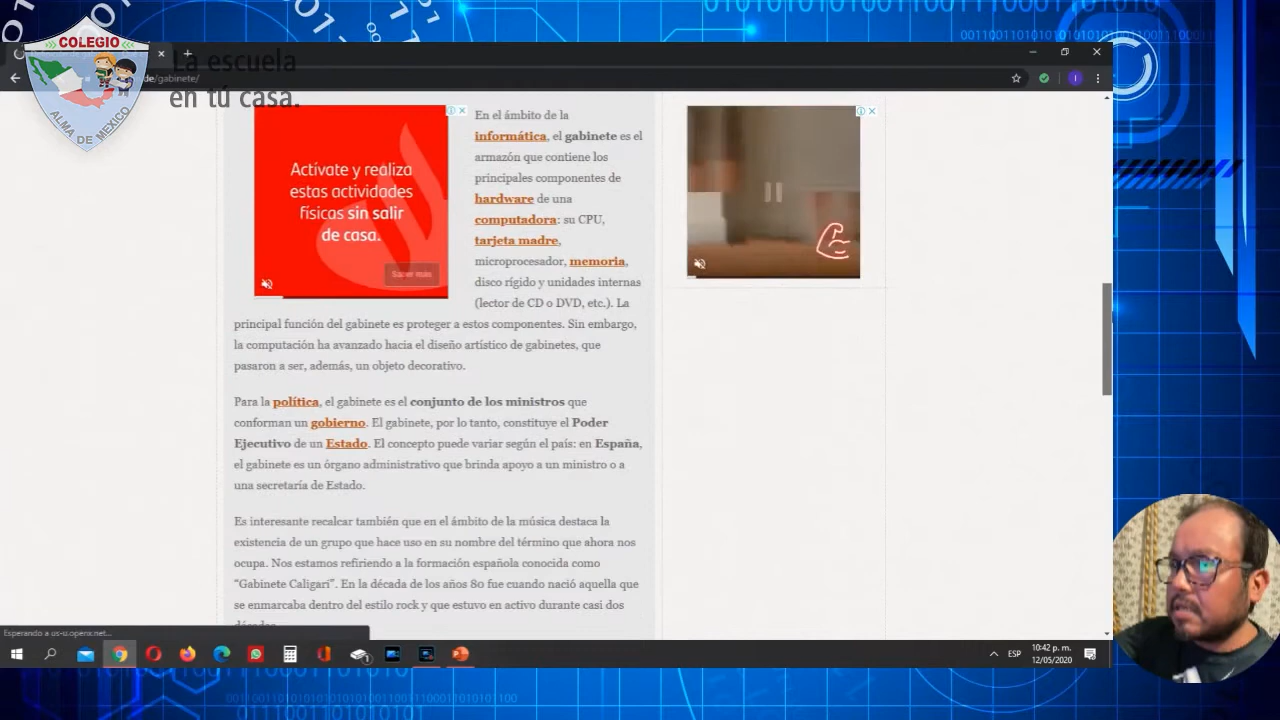 COLEGIO
ALMA DE MEXICO
La escuela
en tú casa.
de/gabinete/
Actívate y realiza
estas actividades
físicas sin salir
de casa.
Saber más
En el ámbito de la
informática, el gabinete es el
armazón que contiene los
principales componentes de
hardware de una
computadora: su CPU,
tarjeta madre,
microprocesador, memoria,
disco rígido y unidades internas
(lector de CD o DVD, etc.). La
principal función del gabinete es proteger a estos componentes. Sin embargo,
la computación ha avanzado hacia el diseño artístico de gabinetes, que
pasaron a ser, además, un objeto decorativo.
Para la política, el gabinete es el conjunto de los ministros que
conforman un gobierno. El gabinete, por lo tanto, constituye el Poder
Ejecutivo de un Estado. El concepto puede variar según el país: en España,
el gabinete es un órgano administrativo que brinda apoyo a un ministro o a
una secretaría de Estado.
Es interesante recalcar también que en el ámbito de la música destaca la
existencia de un grupo que hace uso en su nombre del término que ahora nos
ocupa. Nos estamos refiriendo a la formación española conocida como
“Gabinete Caligari”. En la década de los años 80 fue cuando nació aquella que
se enmarcaba dentro del estilo rock y que estuvo en activo durante casi dos
décadas.
Esperando a us-u.openx.net...
ESP
10:42 p. m.
12/05/2020